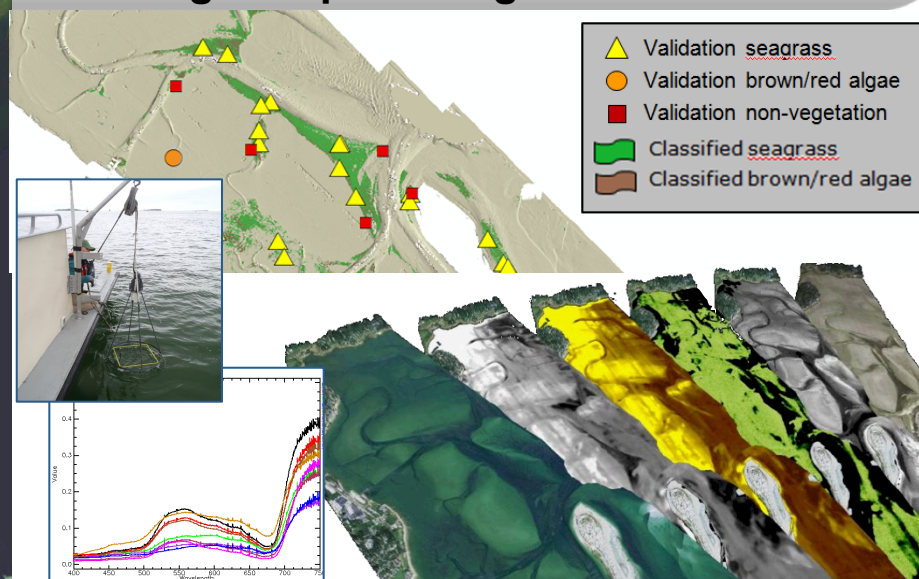 Validation seagrass
Validation brown/red algae
Validation non-vegetation
Classified seagrass
Classified brown/red algae
Value
0.4
0.3
0.2
0.1
0.0
400
450
500
550
600
650
700
Wavelength